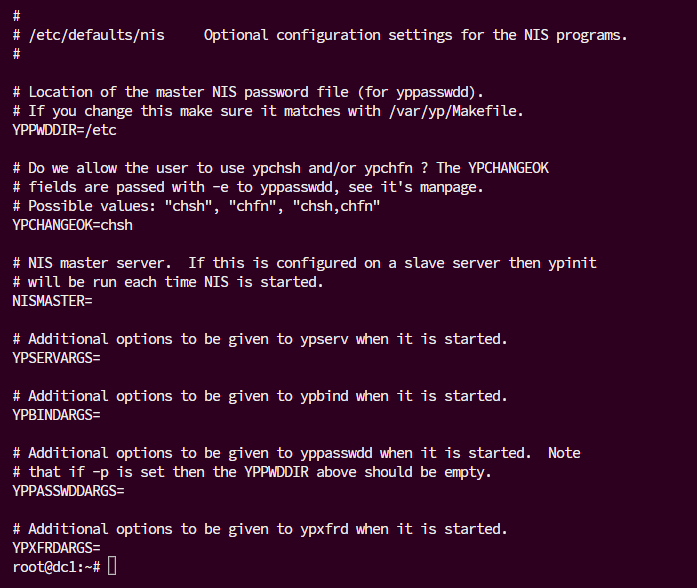 #
# /etc/defaults/nis     Optional configuration settings for the NIS programs.
#

# Location of the master NIS password file (for yppasswdd).
# If you change this make sure it matches with /var/yp/Makefile.
YPPWDDIR=/etc

# Do we allow the user to use ypchsh and/or ypchfn ? The YPCHANGEOK
# fields are passed with -e to yppasswdd, see it's manpage.
# Possible values: "chsh", "chfn", "chsh,chfn"
YPCHANGEOK=chsh

# NIS master server.  If this is configured on a slave server then ypinit
# will be run each time NIS is started.
NISMASTER=

# Additional options to be given to ypserv when it is started.
YPSERVARGS=

# Additional options to be given to ypbind when it is started.
YPBINDARGS=

# Additional options to be given to yppasswdd when it is started.  Note
# that if -p is set then the YPPWDDIR above should be empty.
YPPASSWDDARGS=

# Additional options to be given to ypxfrd when it is started.
YPXFRDARGS=
root@dc1:~#